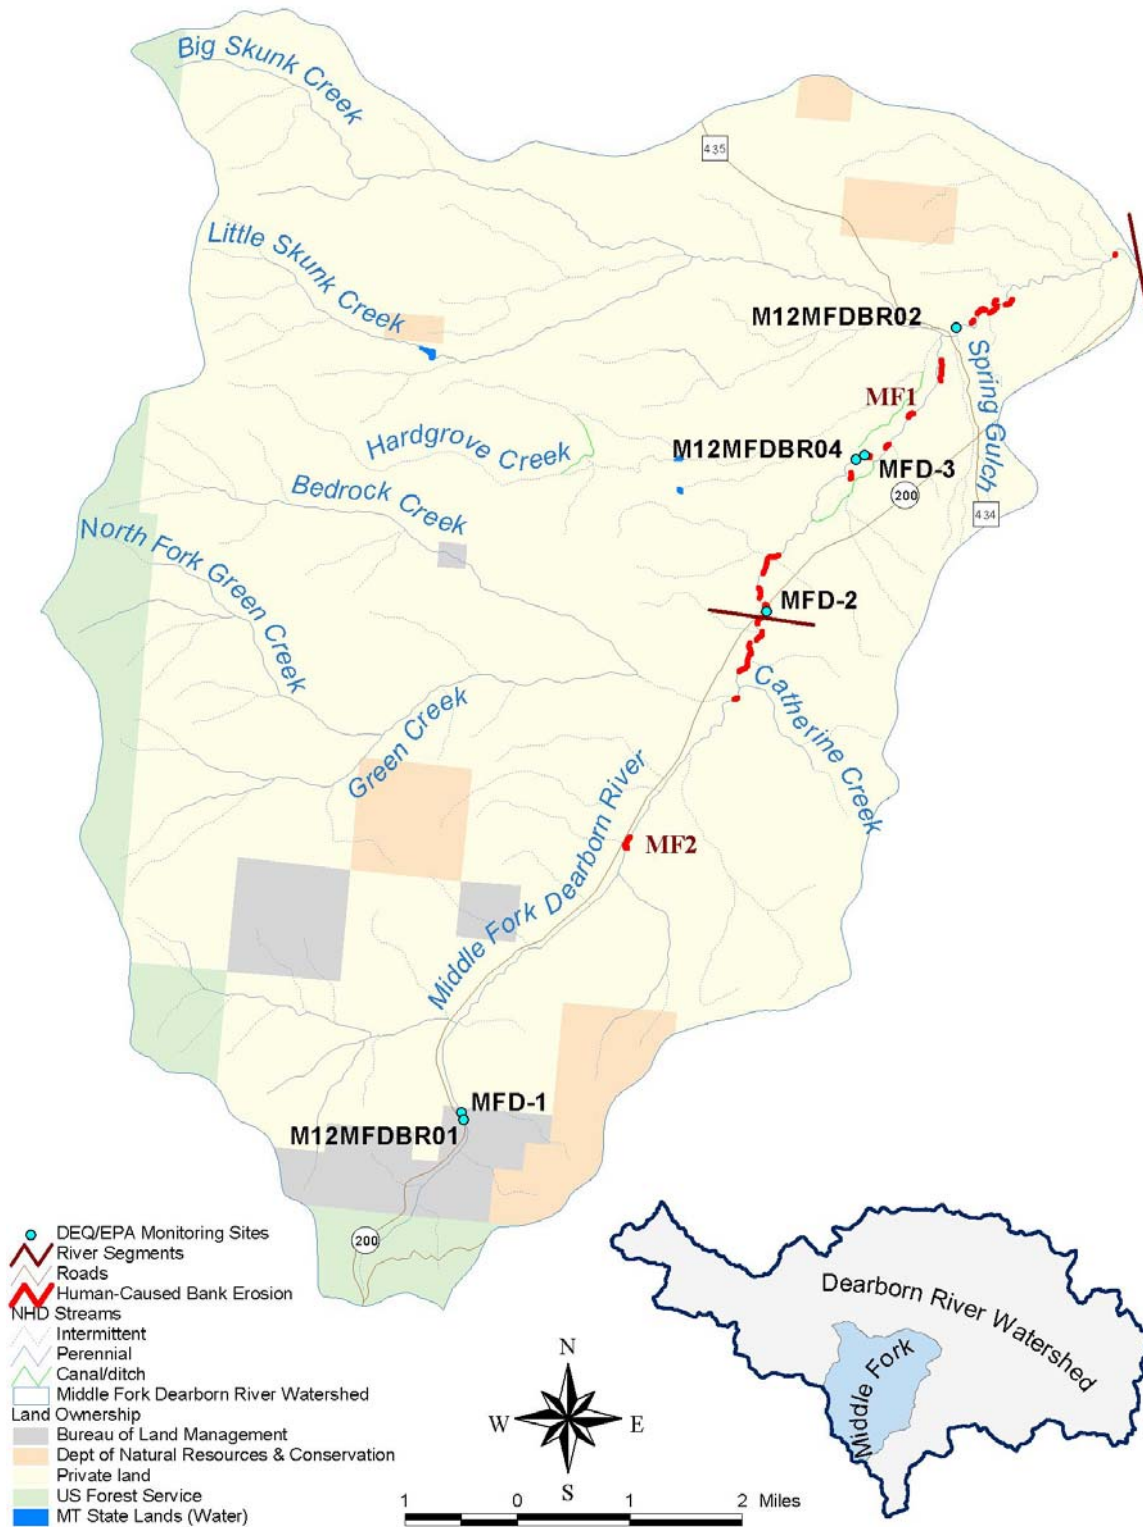 Big Skunk Creek
435
Little Skunk Creek
M12MFDBR02
Spring Gulch
MF1
Hardgrove Creek
M12MFDBR04
MFD-3
Bedrock Creek
200
434
North Fork Green Creek
MFD-2
Catherine Creek
Green Creek
Middle Fork Dearborn River
MF2
MFD-1
M12MFDBR01
200
DEQ/EPA Monitoring Sites
River Segments
Roads
Human-Caused Bank Erosion
NHD Streams
Intermittent
Perennial
Canal/ditch
Middle Fork Dearborn River Watershed
Land Ownership
Bureau of Land Management
Dept of Natural Resources & Conservation
Private land
US Forest Service
MT State Lands (Water)
N
W E
S
1 0 1 2 Miles
Dearborn River Watershed
Middle Fork